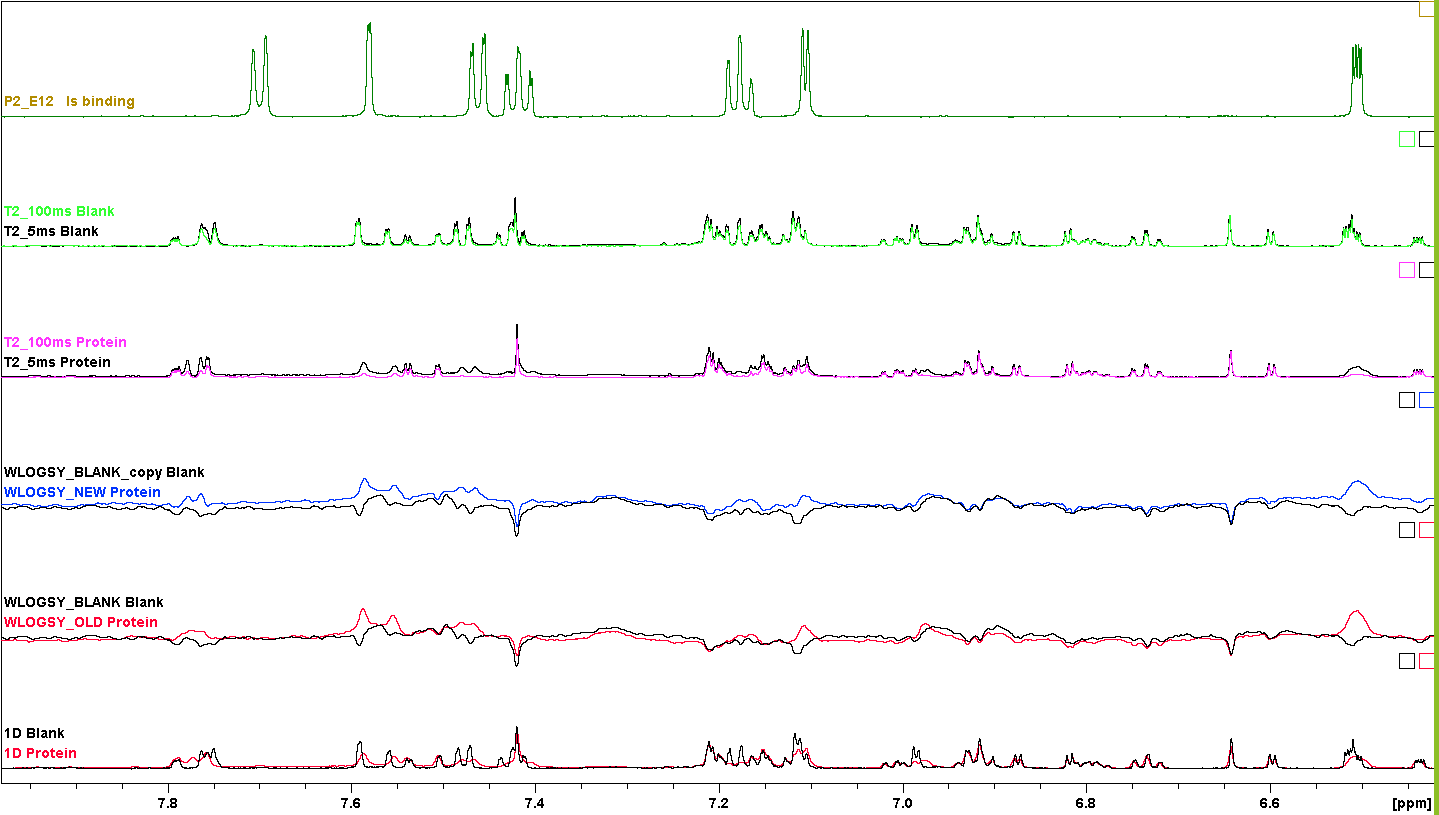 P2_E12 Is binding
T2_100ms Blank
T2_5ms Blank
T2_100ms Protein
T2_5ms Protein
WLOGSY_BLANK_copy Blank
WLOGSY_NEW Protein
WLOGSY_BLANK Blank
WLOGSY_OLD Protein
1D Blank
1D Protein
7.8 7.6 7.4 7.2 7.0 6.8 6.6 [ppm]